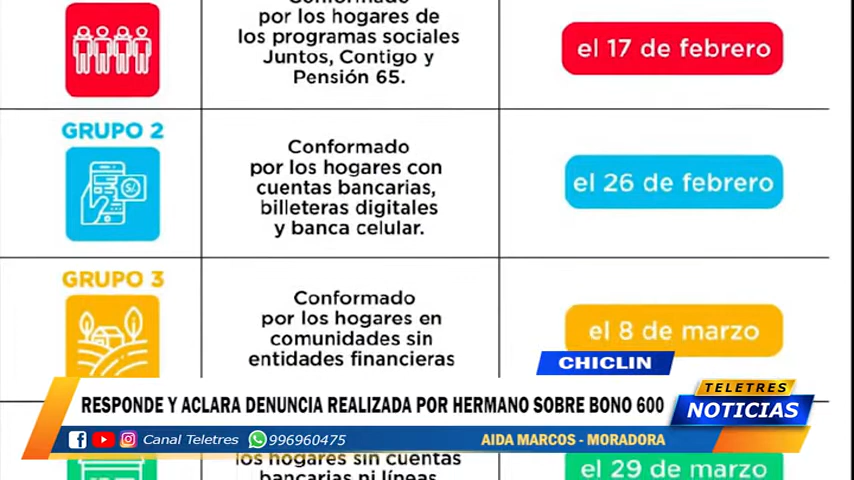 Conformado
por los hogares de
los programas sociales
Juntos, Contigo y
Pensión 65.
el 17 de febrero
GRUPO 2
S/
Conformado
por los hogares con
cuentas bancarias,
billeteras digitales
y banca celular.
el 26 de febrero
GRUPO 3
Conformado
por los hogares en
comunidades sin
entidades financieras
el 8 de marzo
CHICLIN
RESPONDE Y ACLARA DENUNCIA REALIZADA POR HERMANO SOBRE BONO 600
TELETRES
NOTICIAS
Canal Teletres
996960475
AIDA MARCOS - MORADORA
los hogares sin cuentas
bancarias ni líneas
el 29 de marzo